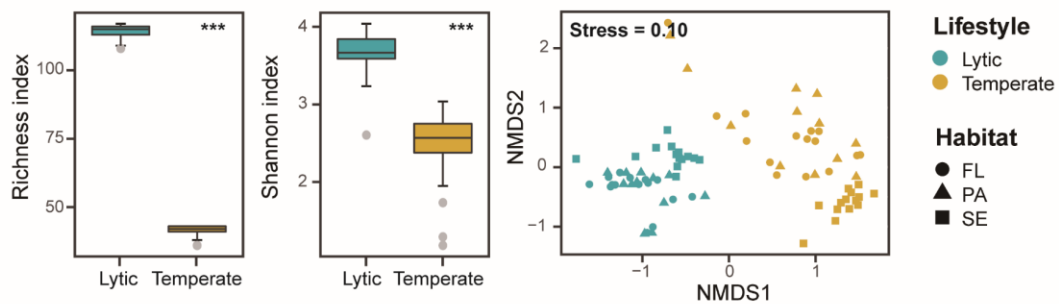 Richness index
100
75
50
***
Lytic Temperate
Shannon index
4
3
2
***
Lytic Temperate
Stress = 0.10
NMDS2
2
1
0
−1
−1 0 1
NMDS1
Lifestyle
Lytic
Temperate
Habitat
FL
PA
SE